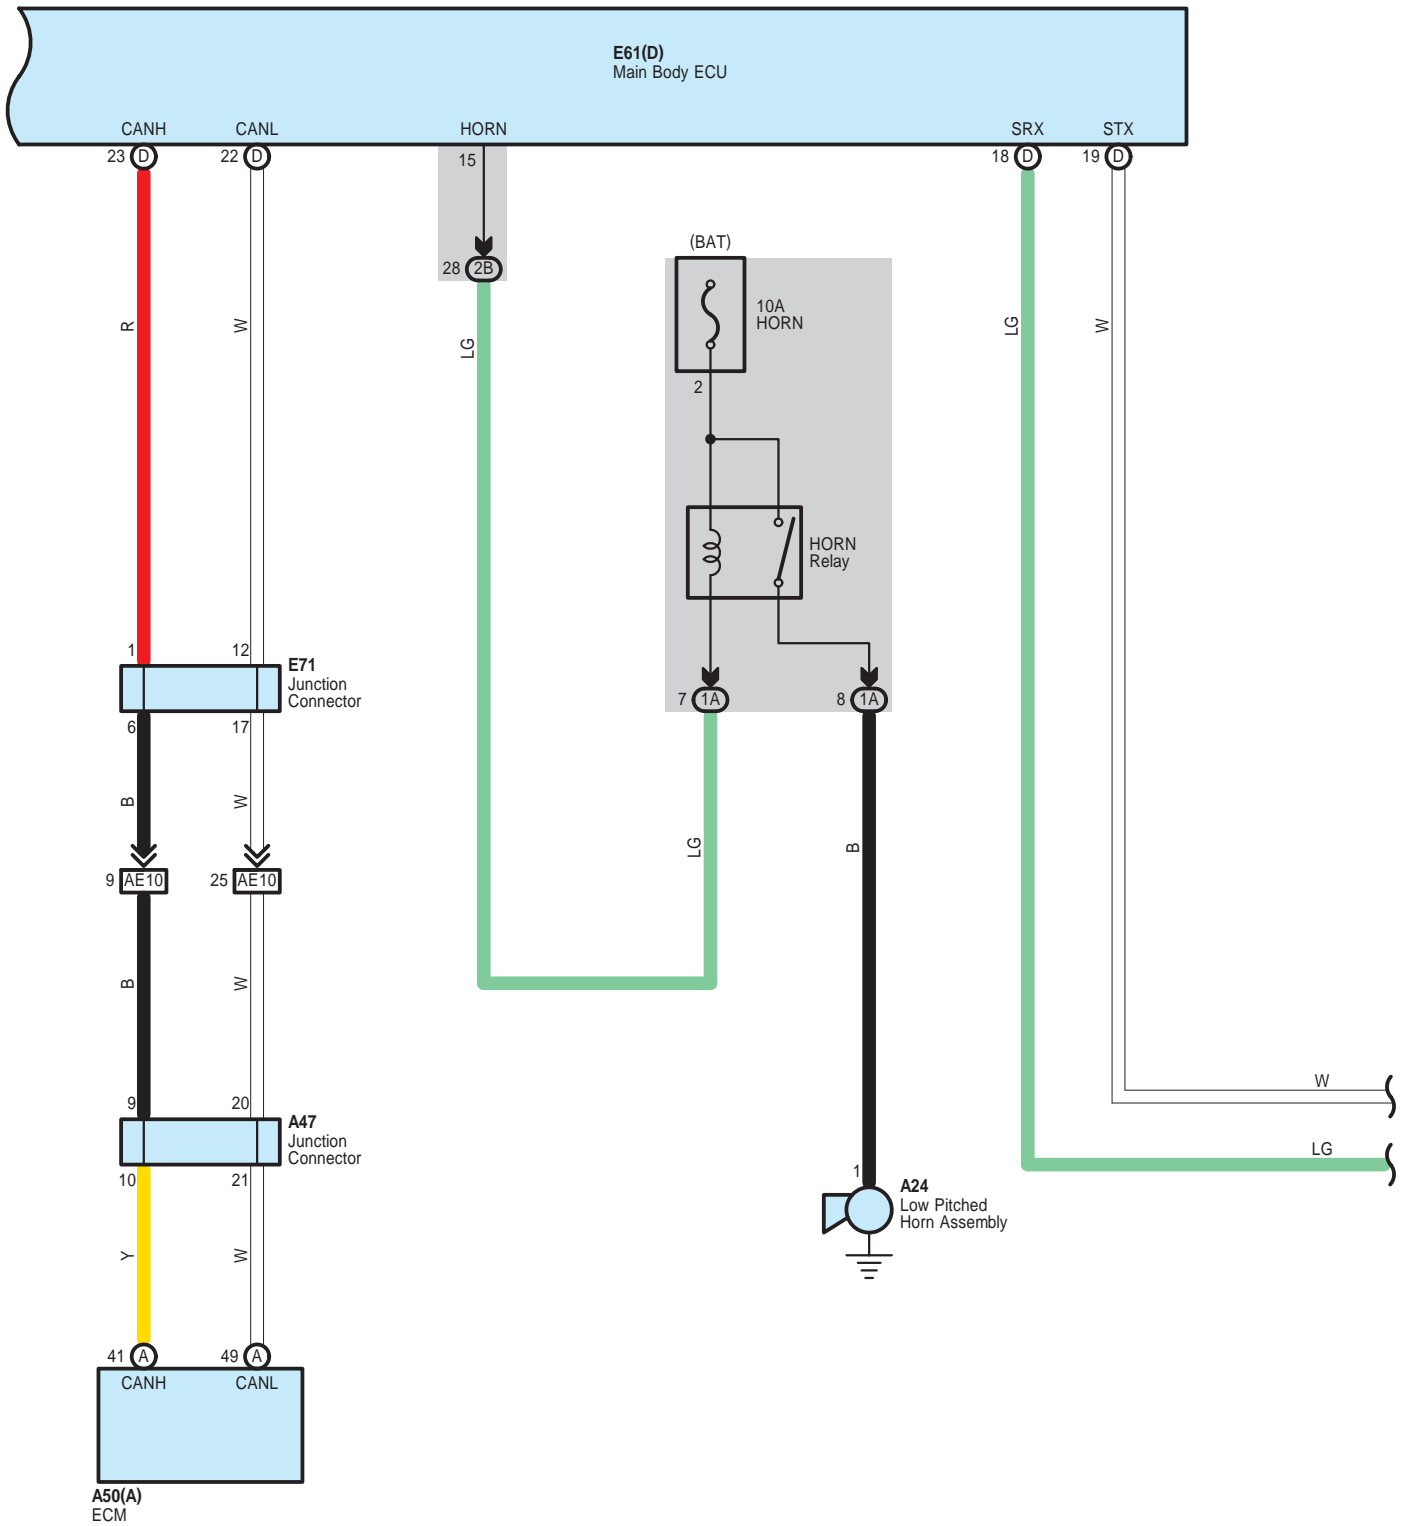 E61(D)
Main Body ECU
CANH CANL HORN SRX STX
23 D 22 D 15 18 D 19 D
(BAT)
28 2B
10A
HORN
R W LG LG W
2
HORN
Relay
1 12
E71
Junction
Connector
7 1A 8 1A
6 17
B W
LG B
9 AE10 25 AE10
B W
W
9 20
A47
Junction
Connector
LG
10 21
1
A24
Low Pitched
Horn Assembly
Y W
41 A 49 A
CANH CANL
A50(A)
ECM